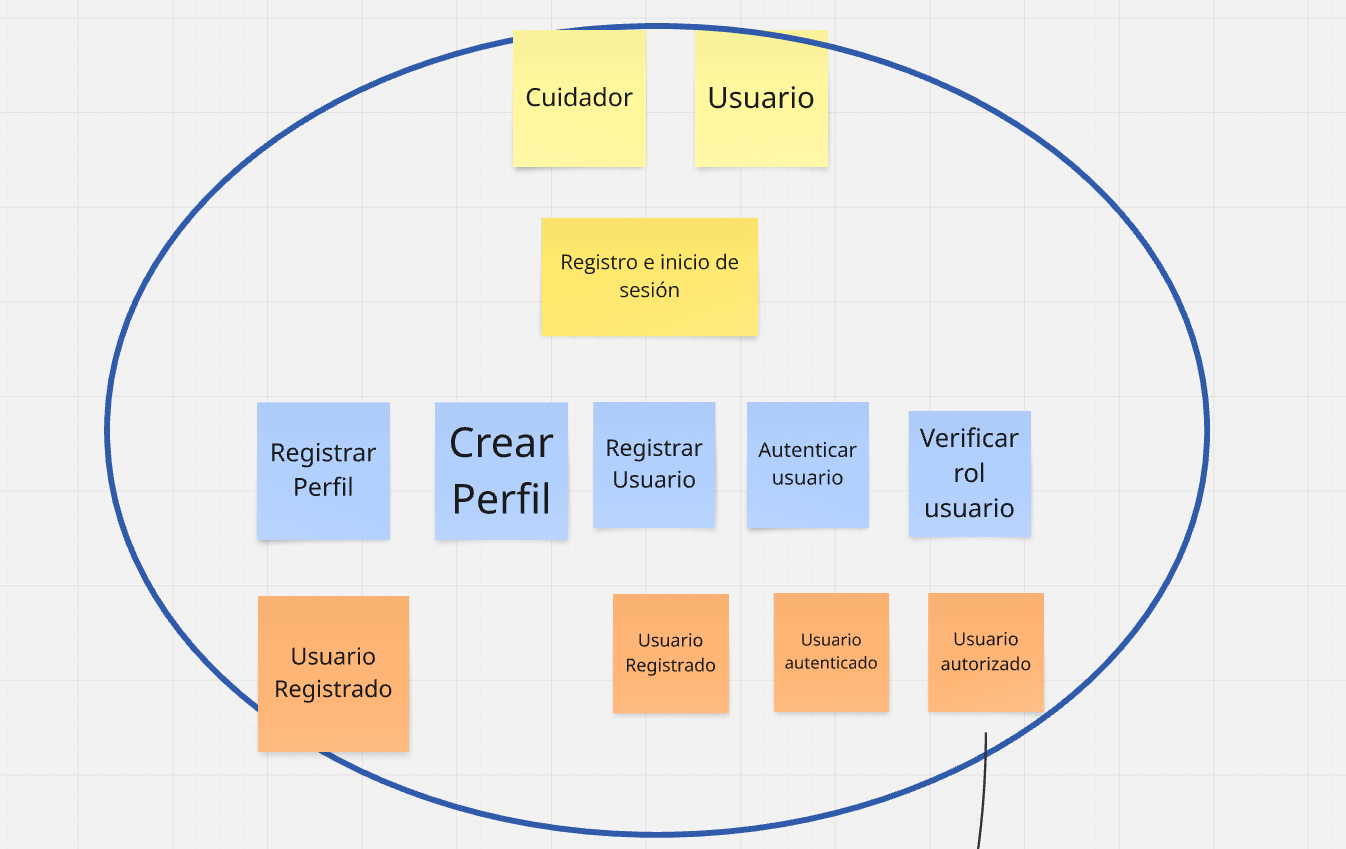 Cuidador
Usuario
Registro e inicio de
sesión
Registrar
Perfil
Crear
Perfil
Registrar
Usuario
Autenticar
usuario
Verificar
rol
usuario
Usuario
Registrado
Usuario
Registrado
Usuario
autenticado
Usuario
autorizado